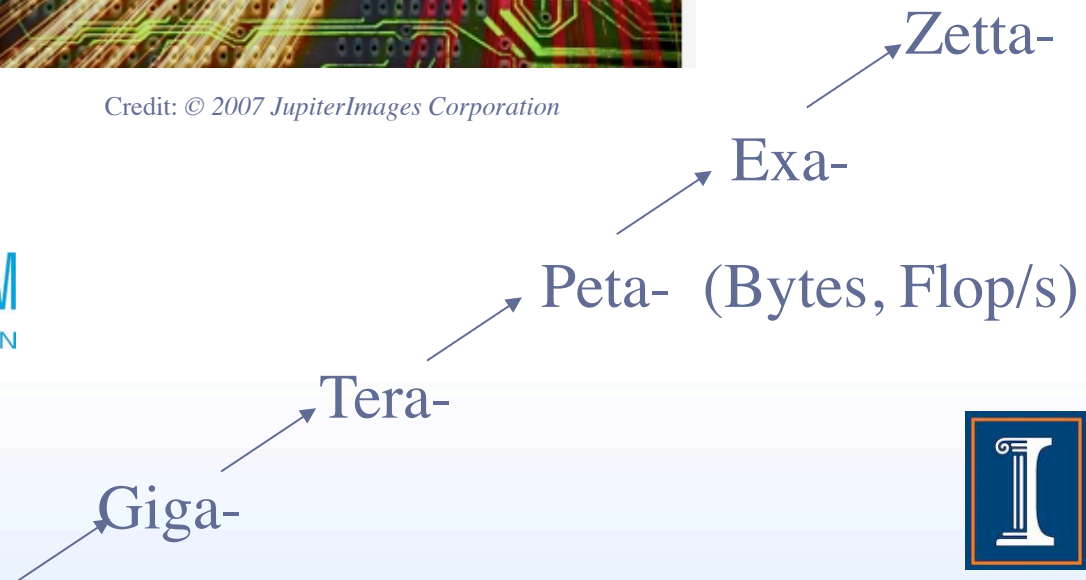 Zetta-
Credit: © 2007 JupiterImages Corporation
Exa-
Peta- (Bytes, Flop/s)
Tera-
Giga-